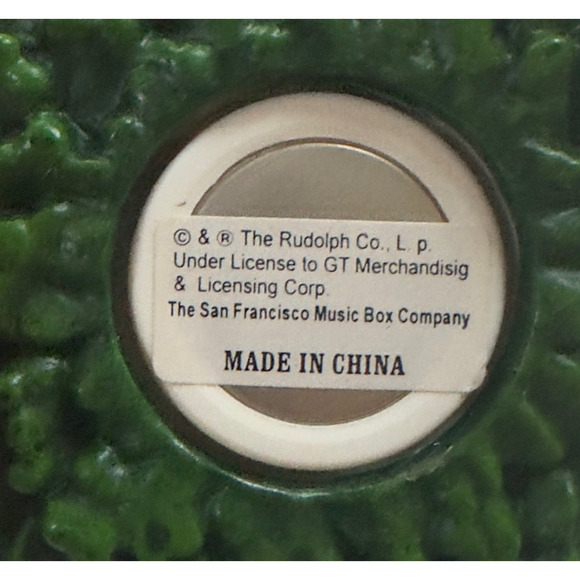 © & ® The Rudolph Co., L. p.
Under License to GT Merchandisig
& Licensing Corp.
The San Francisco Music Box Company
MADE IN CHINA